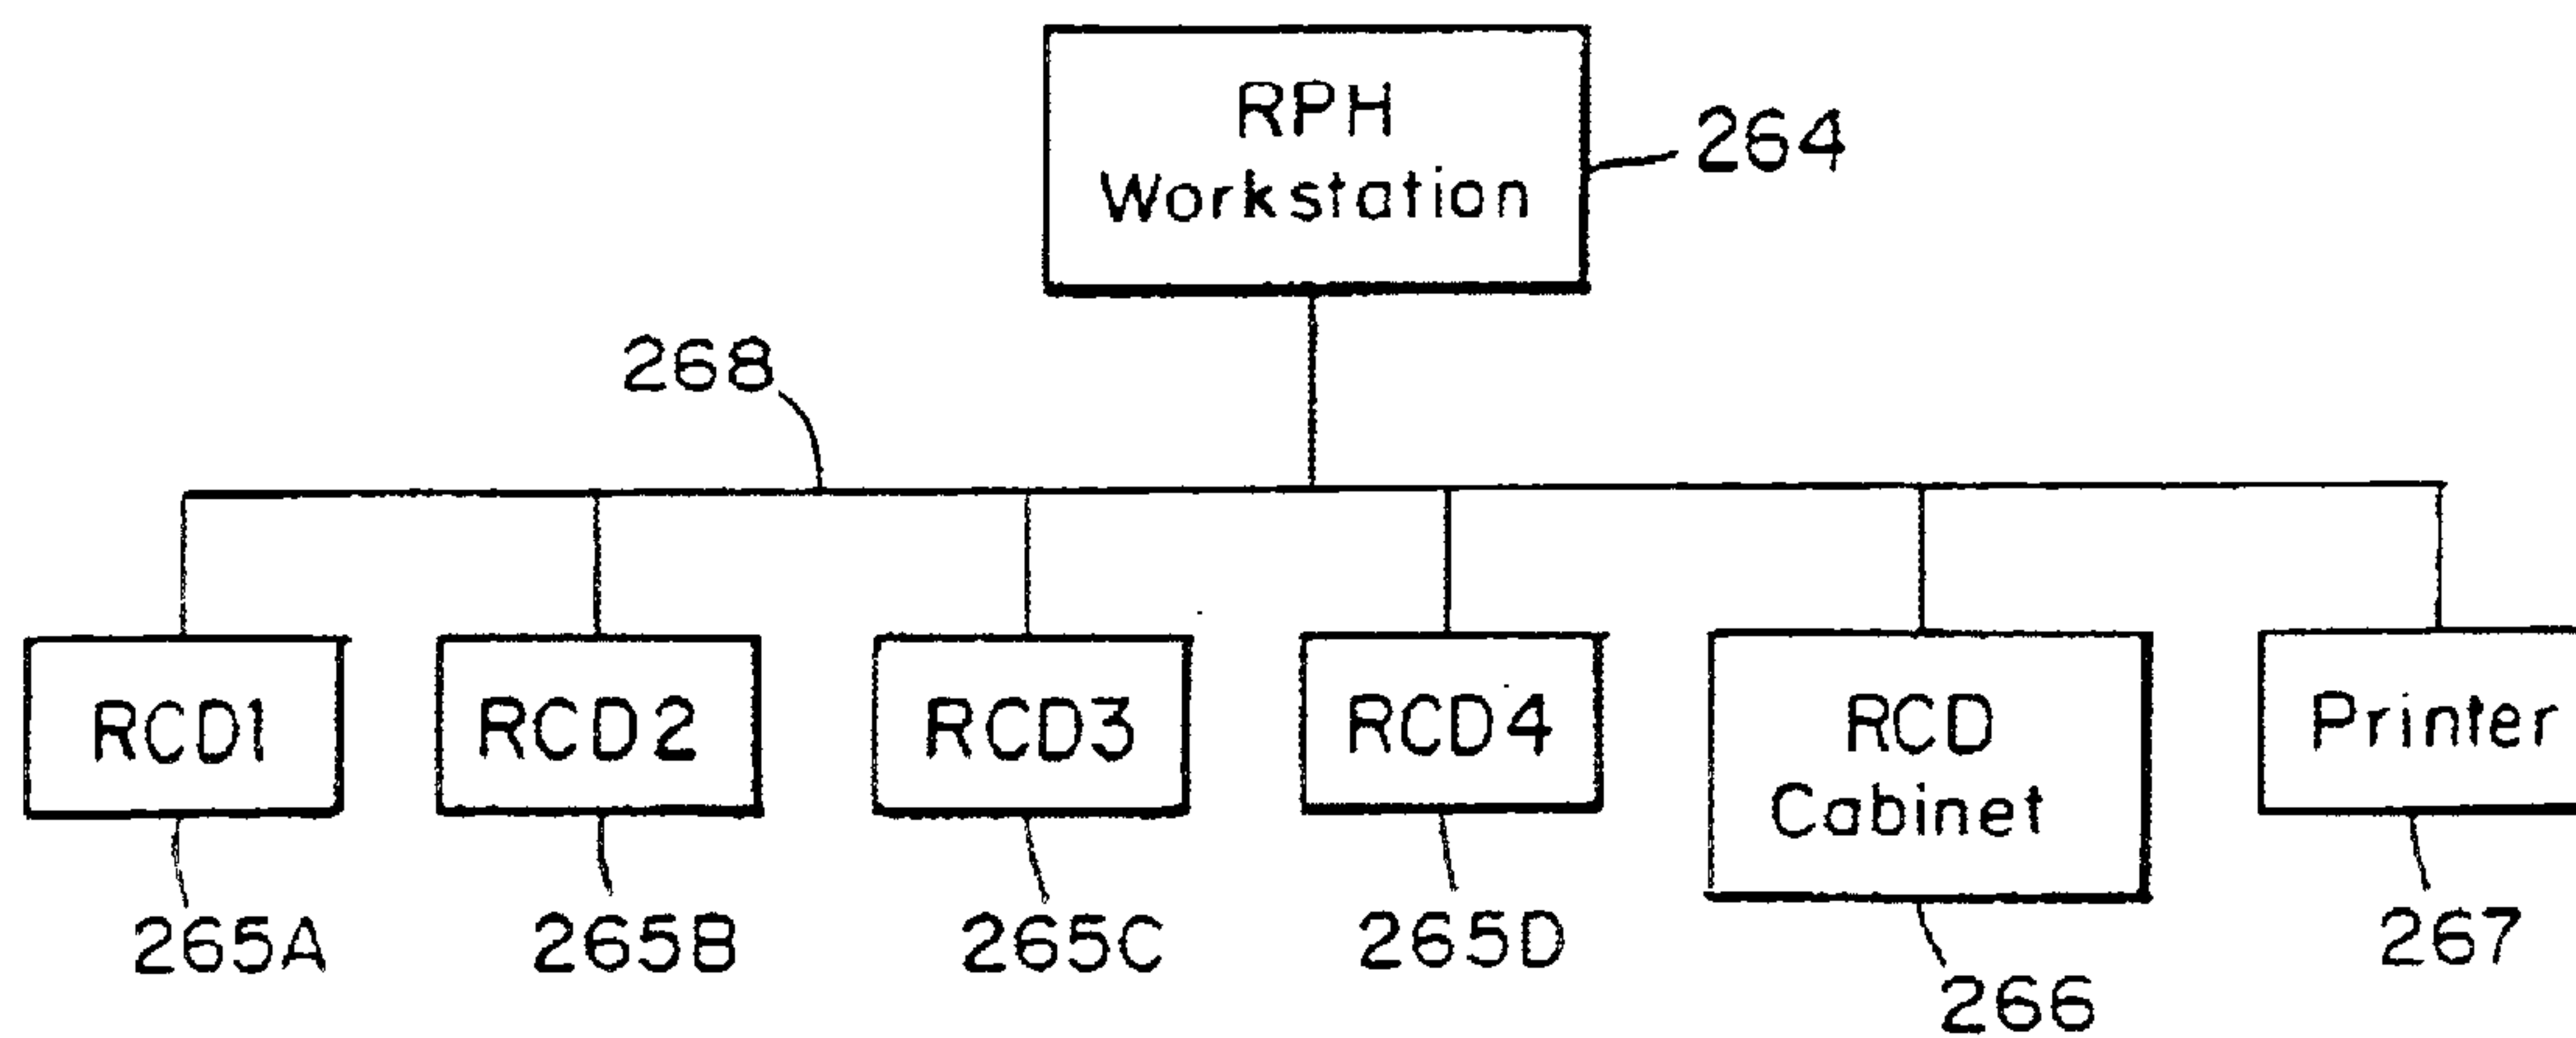 RPH
Workstation
264
268
RCD1
RCD2
RCD3
RCD4
RCD
Cabinet
Printer
265A
265B
265C
265D
266
267